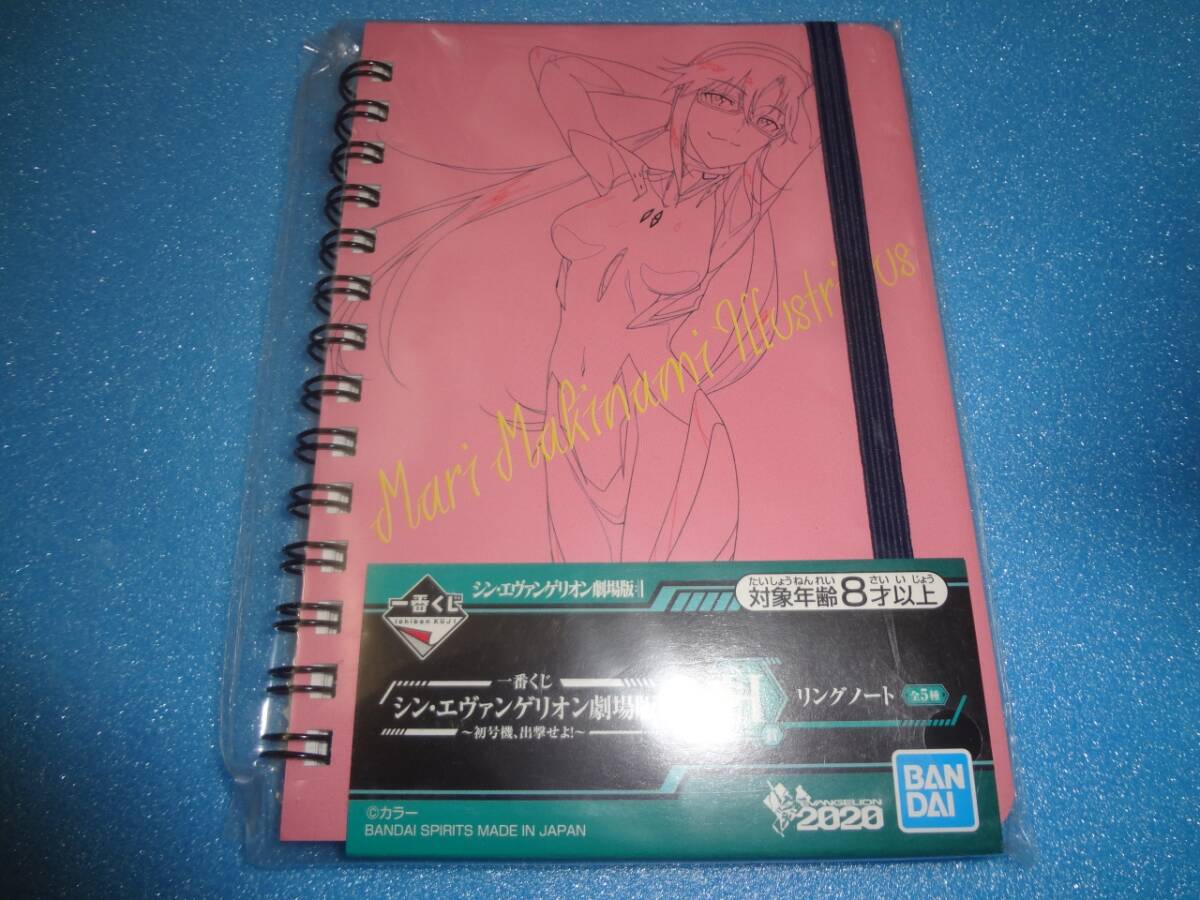 Mari Makinami Illustrious
シン・エヴァンゲリオン劇場版:||
たいしょうねんれい さいいじょう
対象年齢8才以上
一番くじ
Ichiban KUJI
一番くじ
シン・エヴァンゲリオン劇場版
～初号機、出撃せよ!～
H
賞
リングノート 全5種
©カラー
BANDAI SPIRITS MADE IN JAPAN
EVANGELION
2020
BAN
DAI